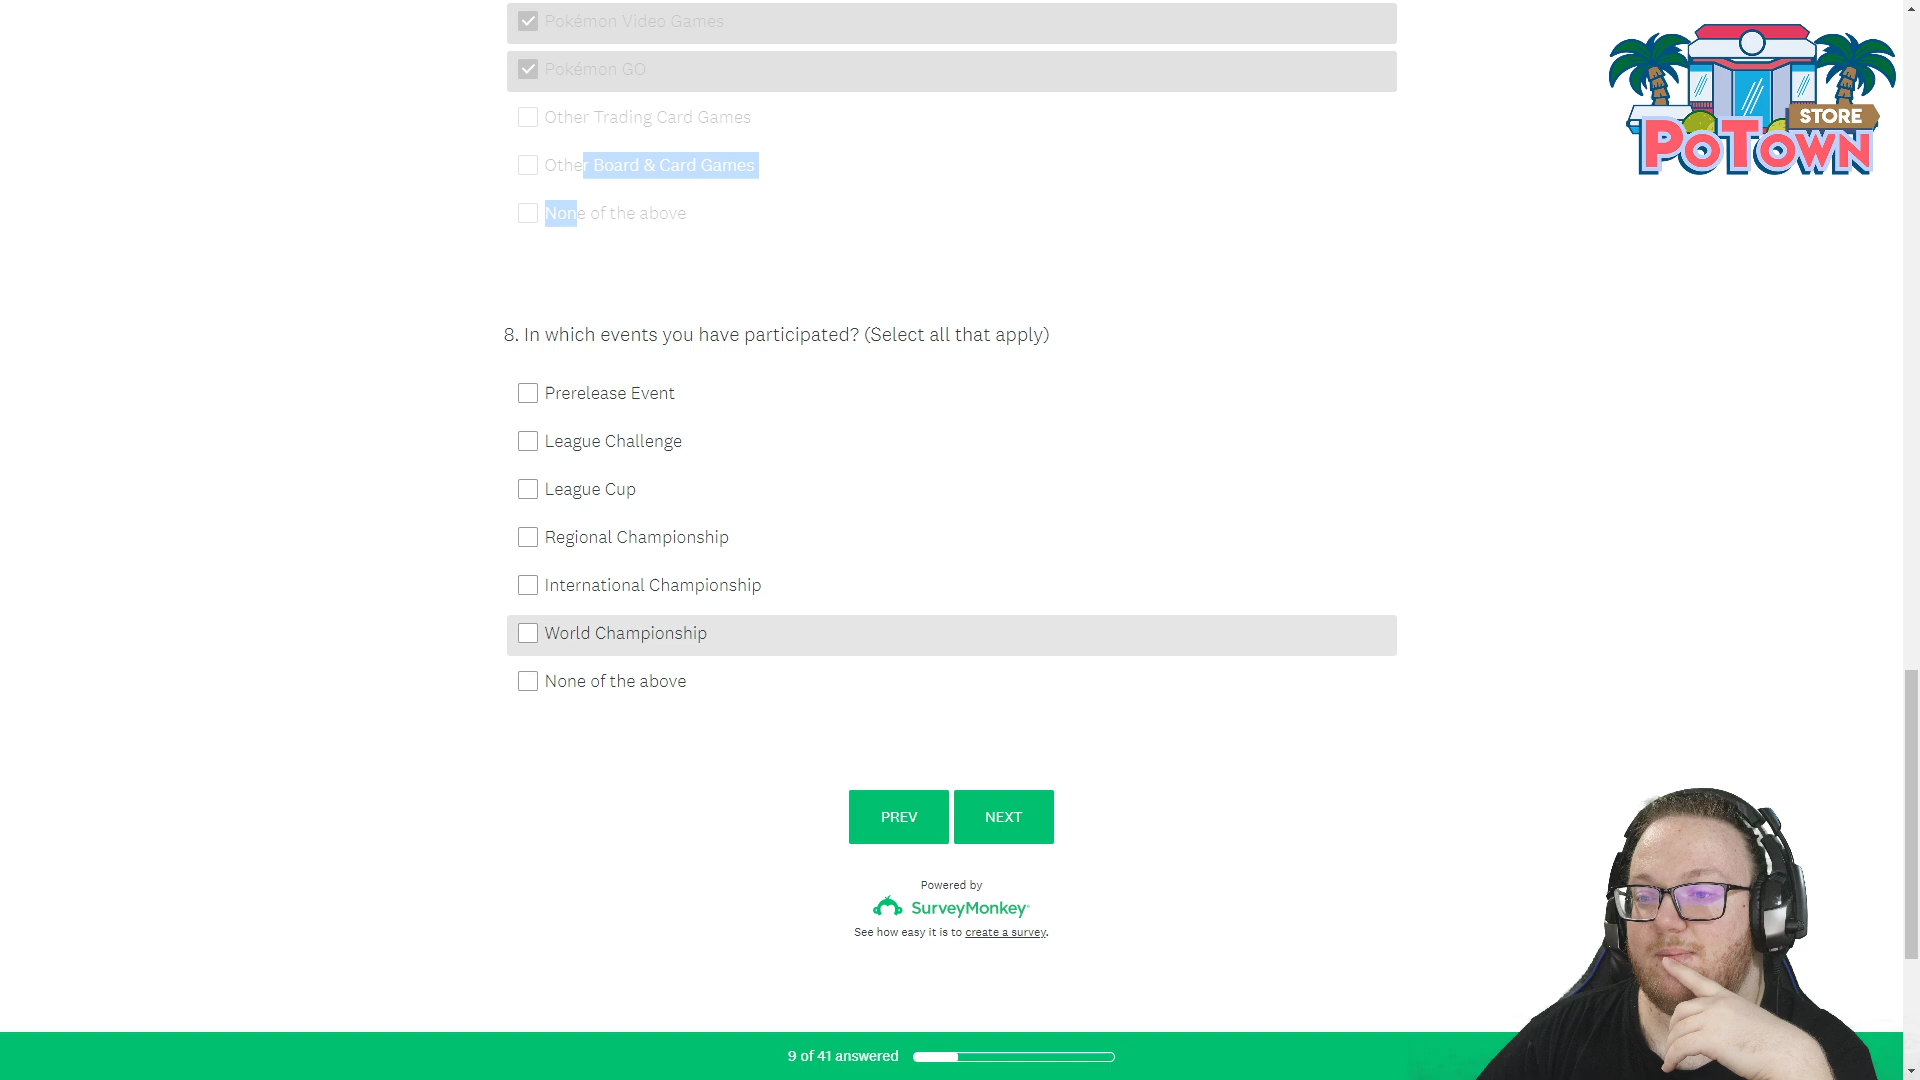 Pokémon Video Games
Pokémon GO
Other Trading Card Games
Other Board & Card Games
None of the above
STORE
POTOWN
8. In which events you have participated? (Select all that apply)
Prerelease Event
League Challenge
League Cup
Regional Championship
International Championship
World Championship
None of the above
PREV NEXT
Powered by
SurveyMonkey
See how easy it is to create a survey.
9 of 41 answered